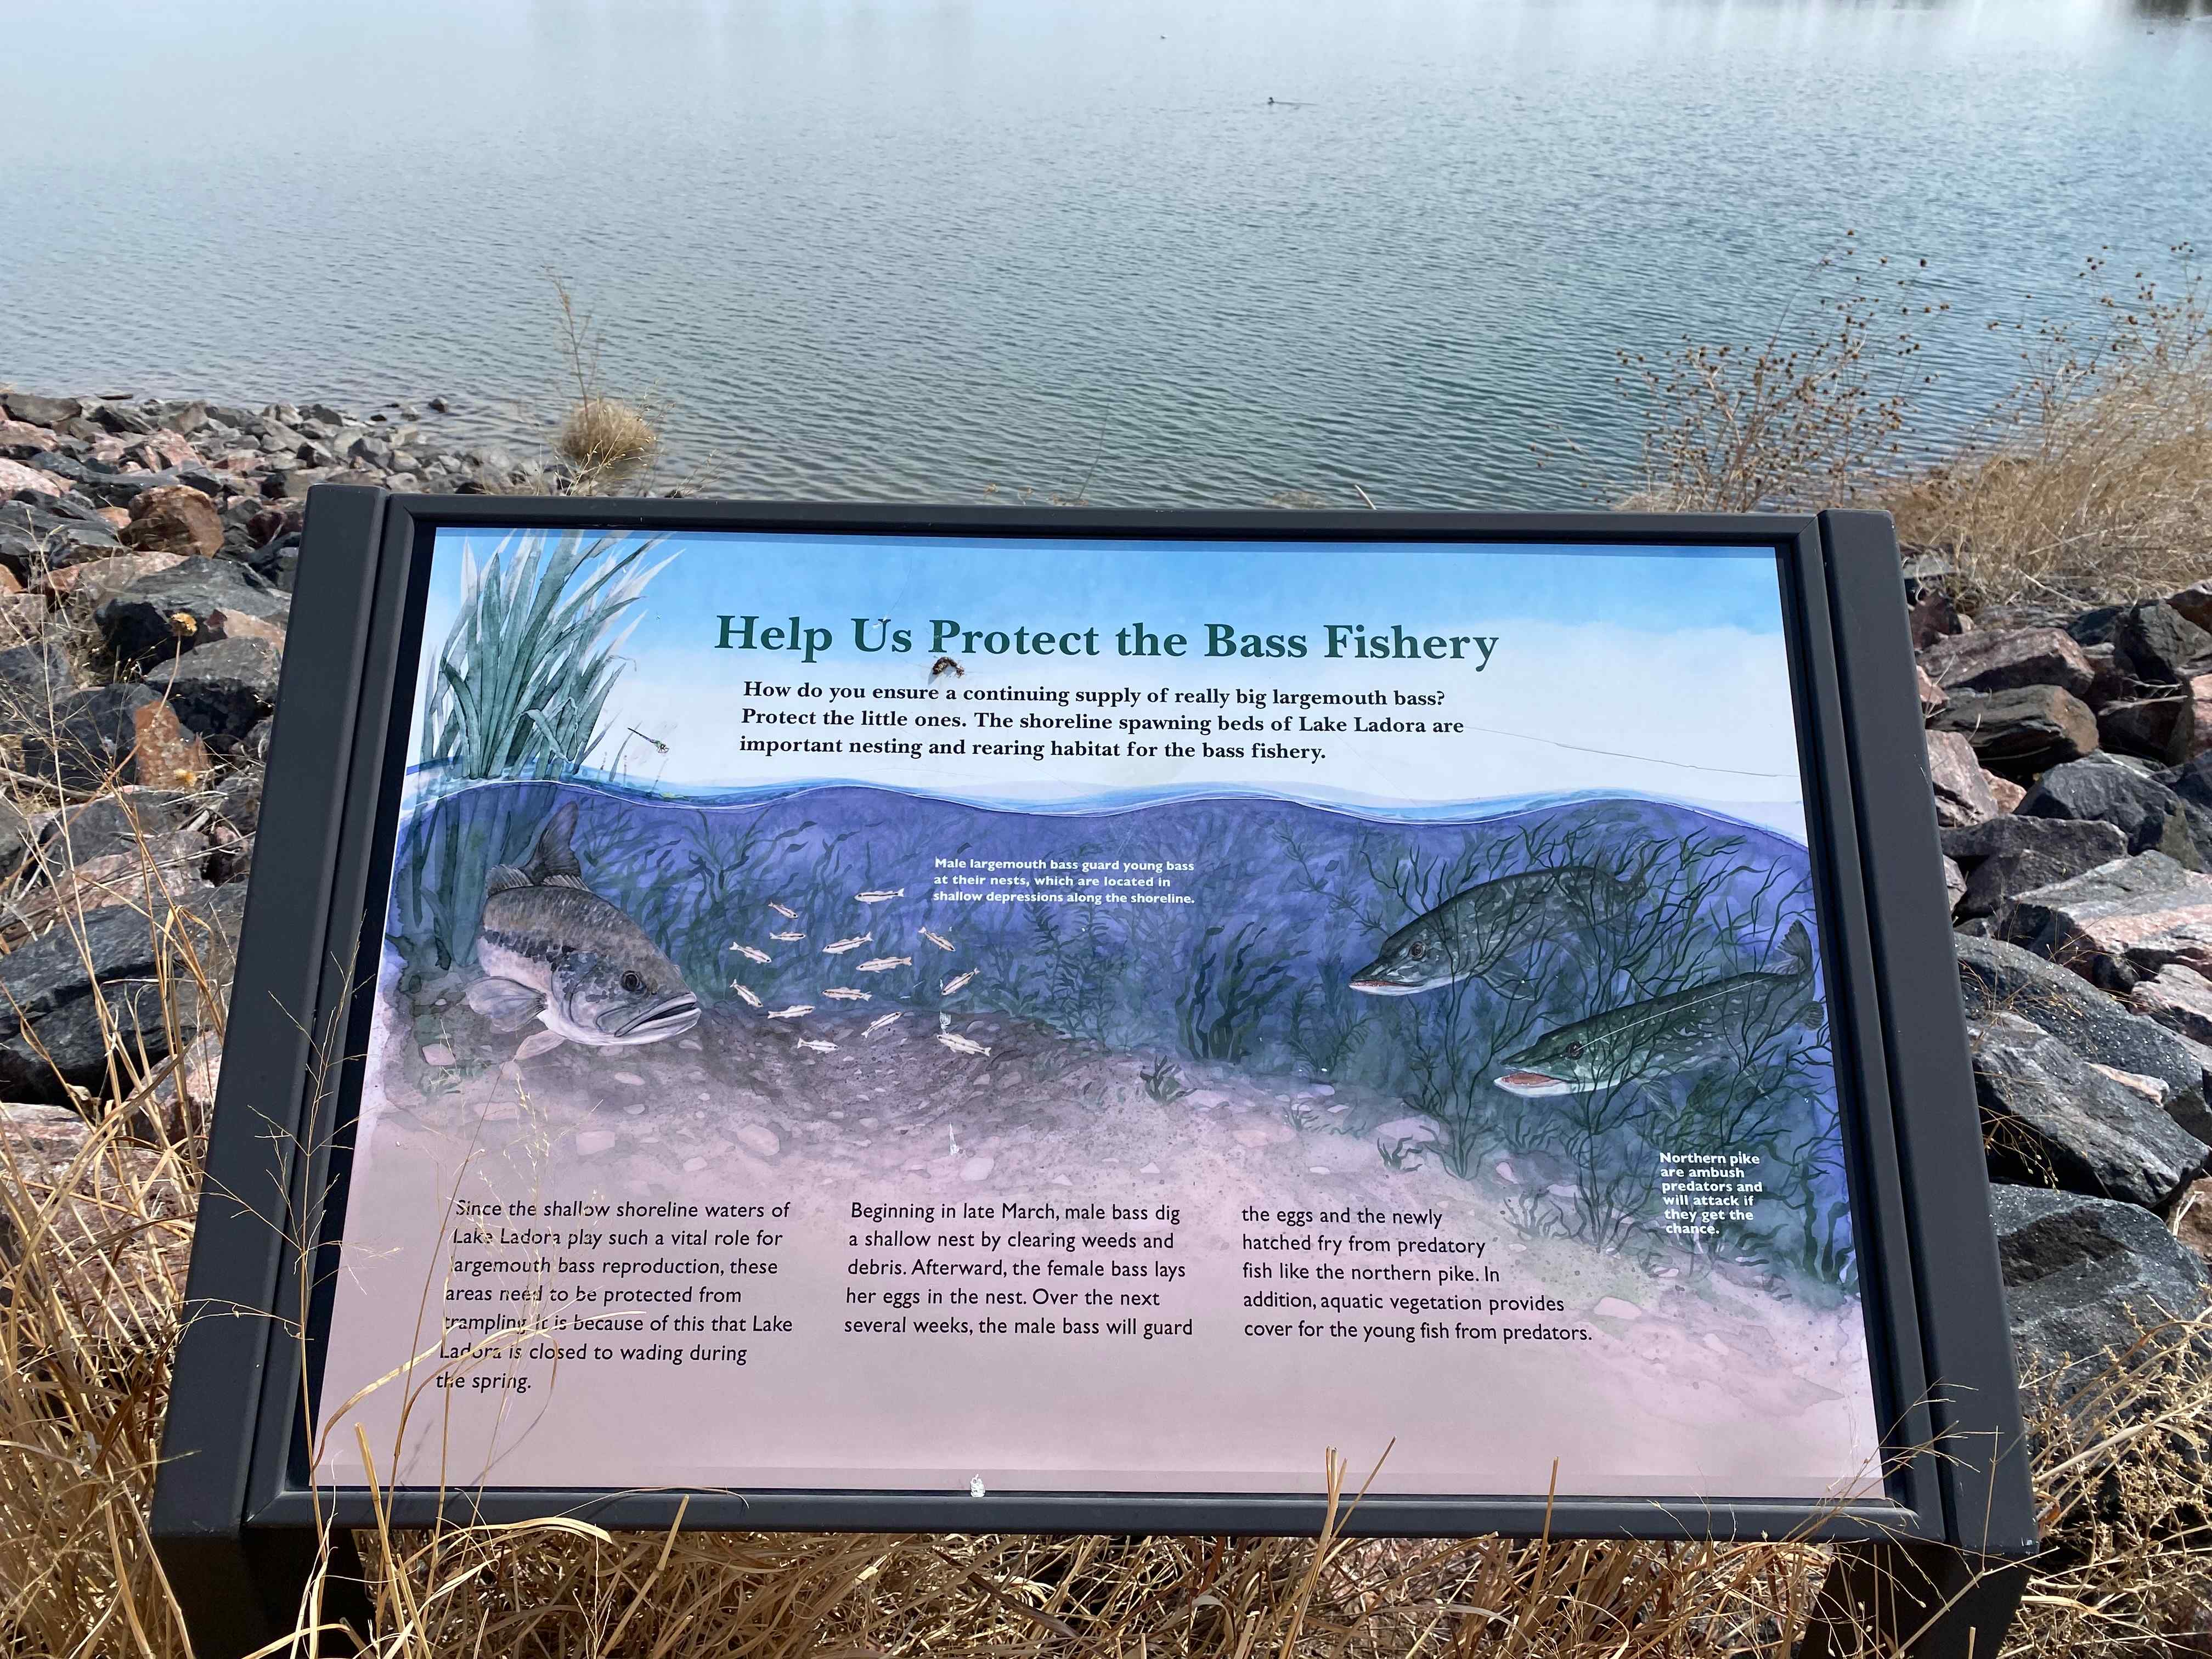 Help Us Protect the Bass Fishery
How do you ensure a continuing supply of really big largemouth bass?
Protect the little ones. The shoreline spawning beds of Lake Ladora are
important nesting and rearing habitat for the bass fishery.
Male largemouth bass guard young bass
at their nests, which are located in
shallow depressions along the shoreline.
Northern pike
are ambush
predators and
will attack if
they get the
chance.
Since the shallow shoreline waters of
Lake Ladora play such a vital role for
largemouth bass reproduction, these
areas need to be protected from
trampling. It is because of this that Lake
Ladora is closed to wading during
the spring.
Beginning in late March, male bass dig
a shallow nest by clearing weeds and
debris. Afterward, the female bass lays
her eggs in the nest. Over the next
several weeks, the male bass will guard
the eggs and the newly
hatched fry from predatory
fish like the northern pike. In
addition, aquatic vegetation provides
cover for the young fish from predators.